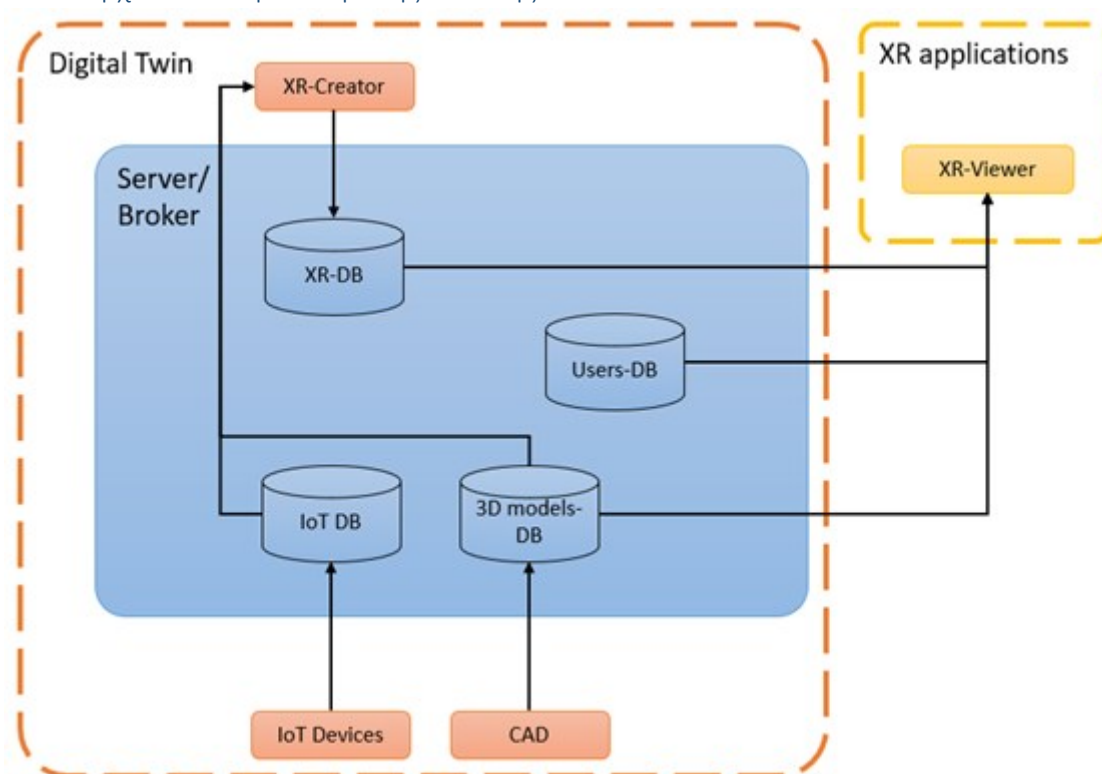 Digital Twin
XR applications
XR-Creator
XR-Viewer
Server/
Broker
XR-DB
Users-DB
IoT DB
3D models-
DB
IoT Devices
CAD